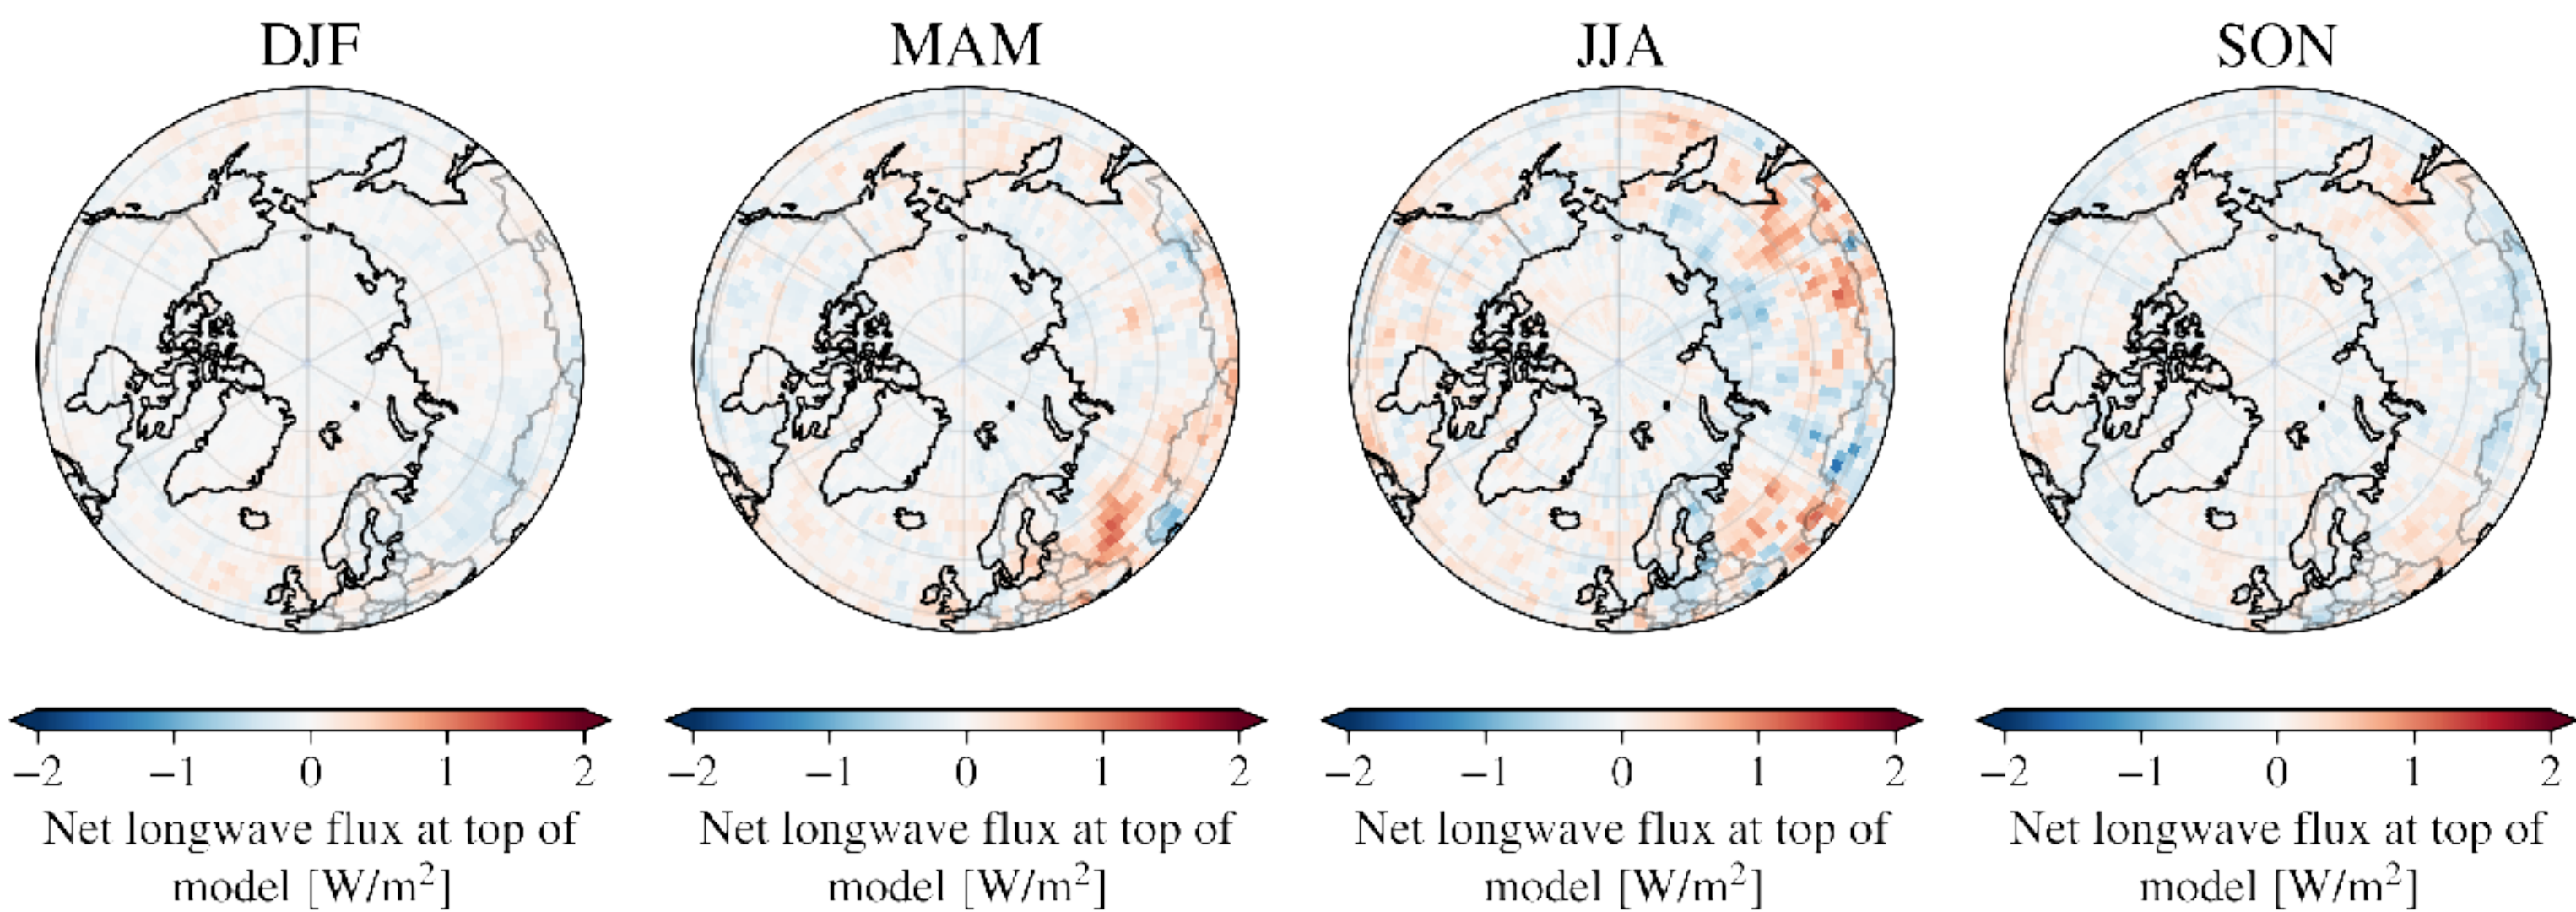 DJF MAM JJA SON
−2 −1 0 1 2 −2 −1 0 1 2 −2 −1 0 1 2 −2 −1 0 1 2
Net longwave flux at top of Net longwave flux at top of Net longwave flux at top of Net longwave flux at top of
model [W/m²] model [W/m²] model [W/m²] model [W/m²]